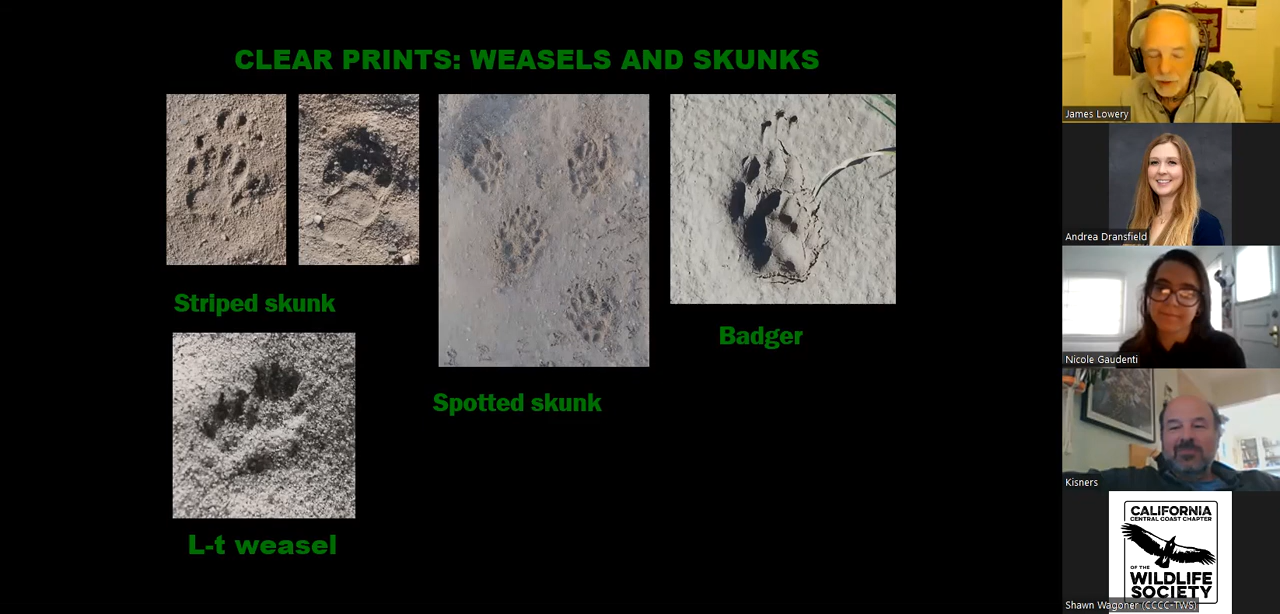 CLEAR PRINTS: WEASELS AND SKUNKS
Striped skunk
Spotted skunk
Badger
L-t weasel
James Lowery
Andrea Dransfield
Nicole Gaudenti
Kisners
CALIFORNIA
CENTRAL COAST CHAPTER
OF THE
WILDLIFE
SOCIETY
Shawn Wagoner (CCCC-TWS)